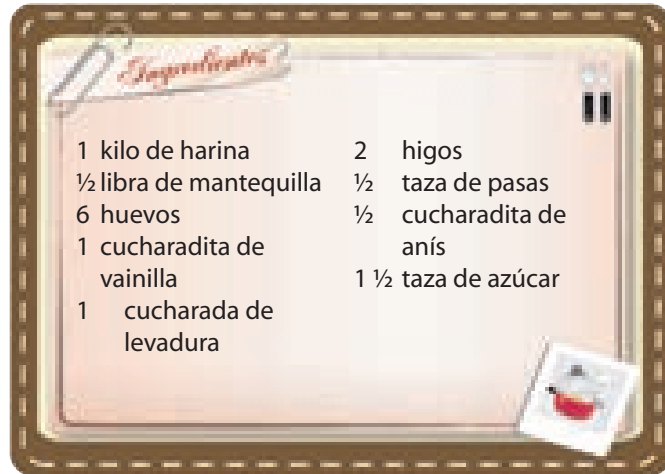 Ingredientes
1 kilo de harina
½ libra de mantequilla
6 huevos
1 cucharadita de
vainilla
1 cucharada de
levadura
2 higos
½ taza de pasas
½ cucharadita de
anís
1 ½ taza de azúcar